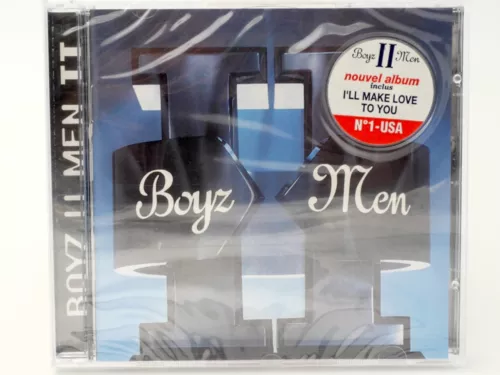 BOYZ II MEN II
Boyz II Men
nouvel album
inclus
I'LL MAKE LOVE
TO YOU
N°1-USA
II
Boyz Men